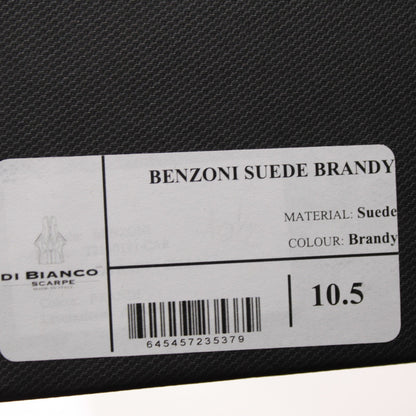 BENZONI SUEDE BRANDY
MATERIAL: Suede
COLOUR: Brandy
DI BIANCO
SCARPE
10.5
645457235379